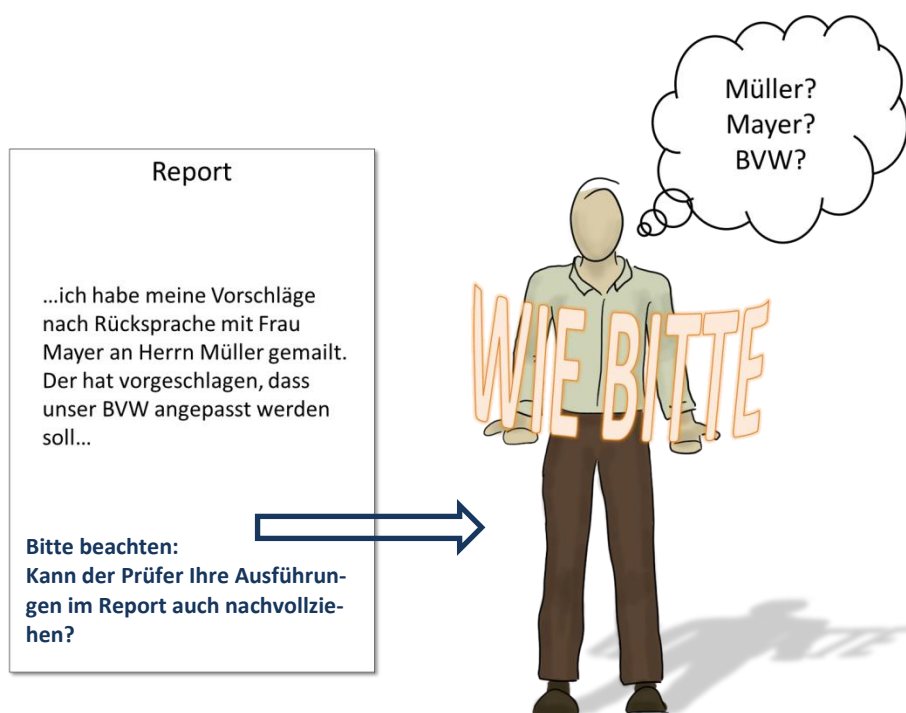 Müller?
Mayer?
BVW?
Report
...ich habe meine Vorschläge
nach Rücksprache mit Frau
Mayer an Herrn Müller gemailt.
Der hat vorgeschlagen, dass
unser BVW angepasst werden
soll...
WIE BITTE
Bitte beachten:
Kann der Prüfer Ihre Ausführun-
gen im Report auch nachvollzie-
hen?